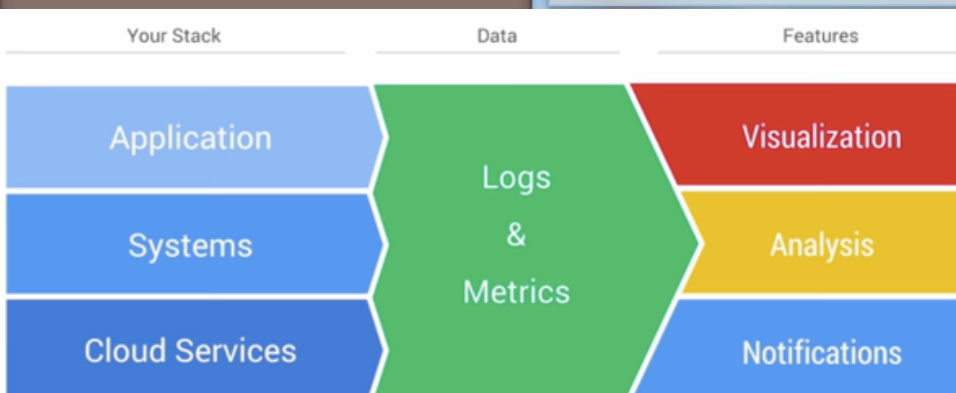 Your Stack
Data
Features
Application
Systems
Cloud Services
Logs
&
Metrics
Visualization
Analysis
Notifications